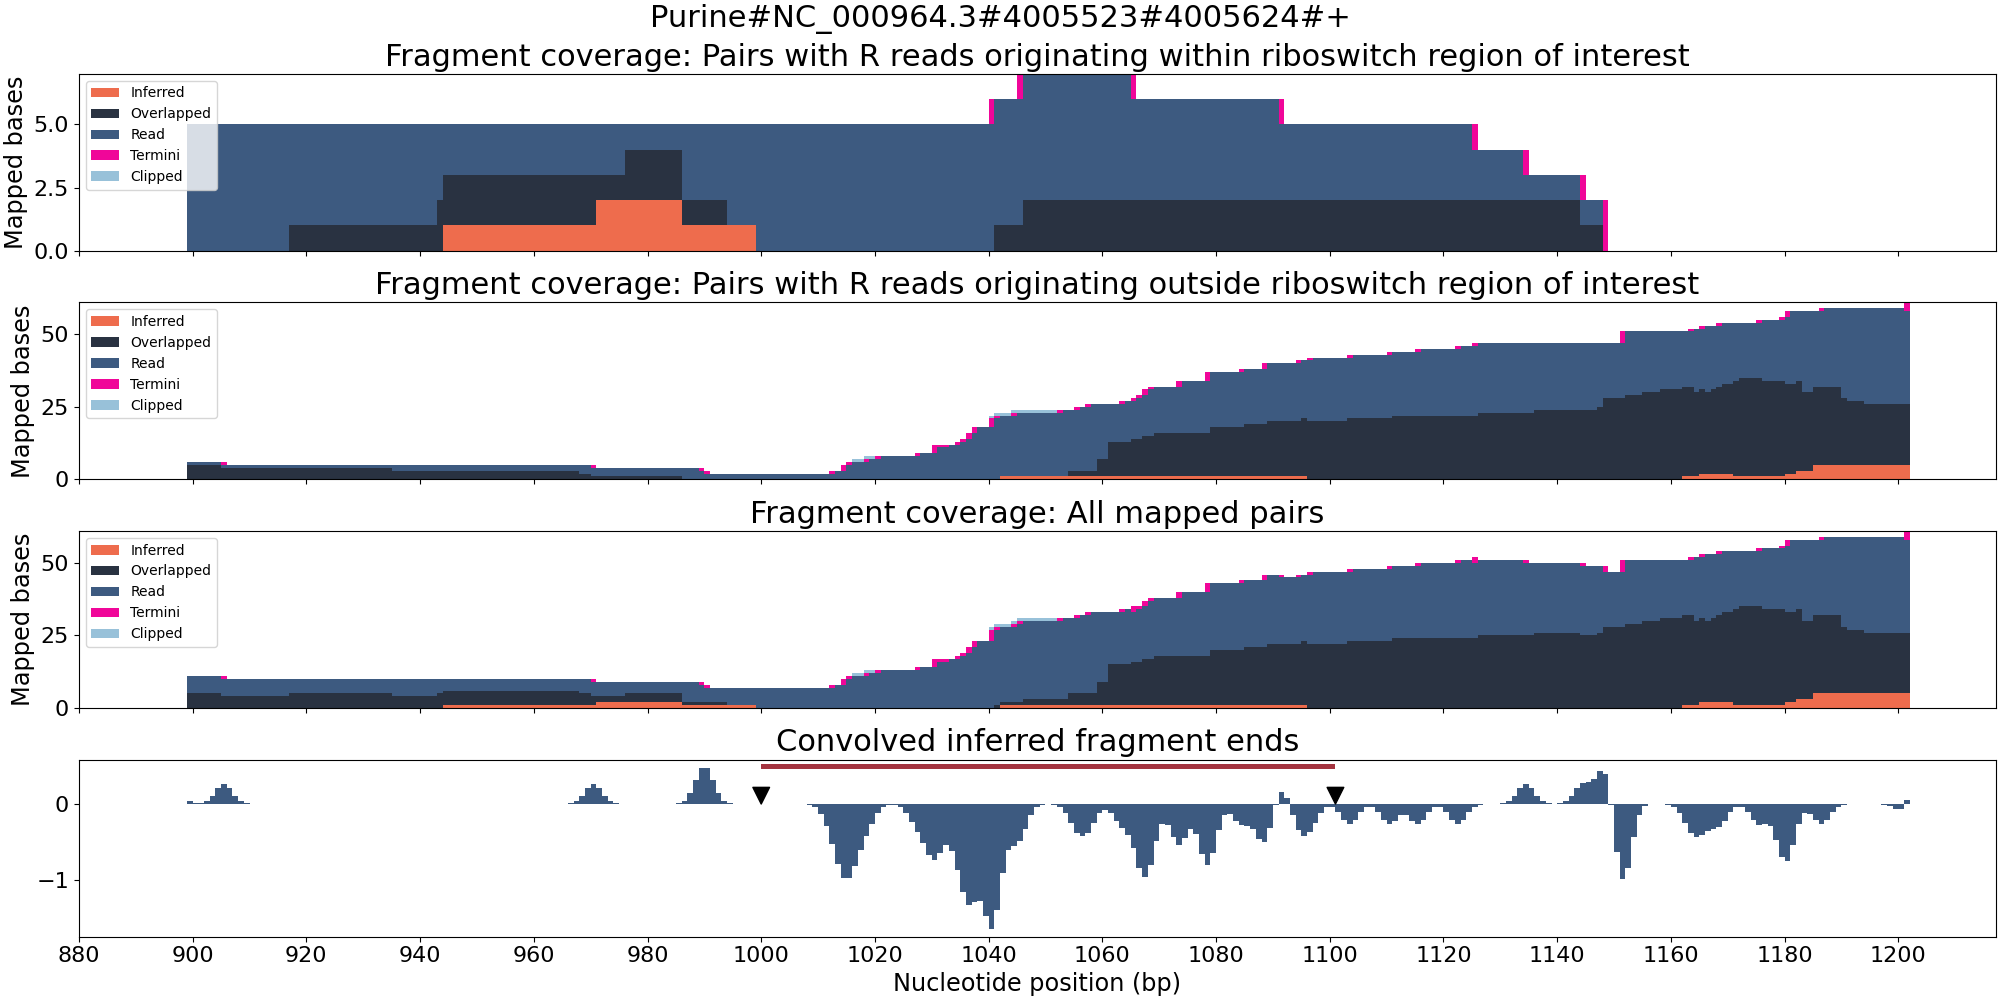 Purine#NC_000964.3#4005523#4005624#+
Fragment coverage: Pairs with R reads originating within riboswitch region of interest
Mapped bases
5.0
2.5
0.0
Inferred
Overlapped
Read
Termini
Clipped
Fragment coverage: Pairs with R reads originating outside riboswitch region of interest
Mapped bases
50
25
0
Inferred
Overlapped
Read
Termini
Clipped
Fragment coverage: All mapped pairs
Mapped bases
50
25
0
Inferred
Overlapped
Read
Termini
Clipped
Convolved inferred fragment ends
0
−1
880 900 920 940 960 980 1000 1020 1040 1060 1080 1100 1120 1140 1160 1180 1200
Nucleotide position (bp)